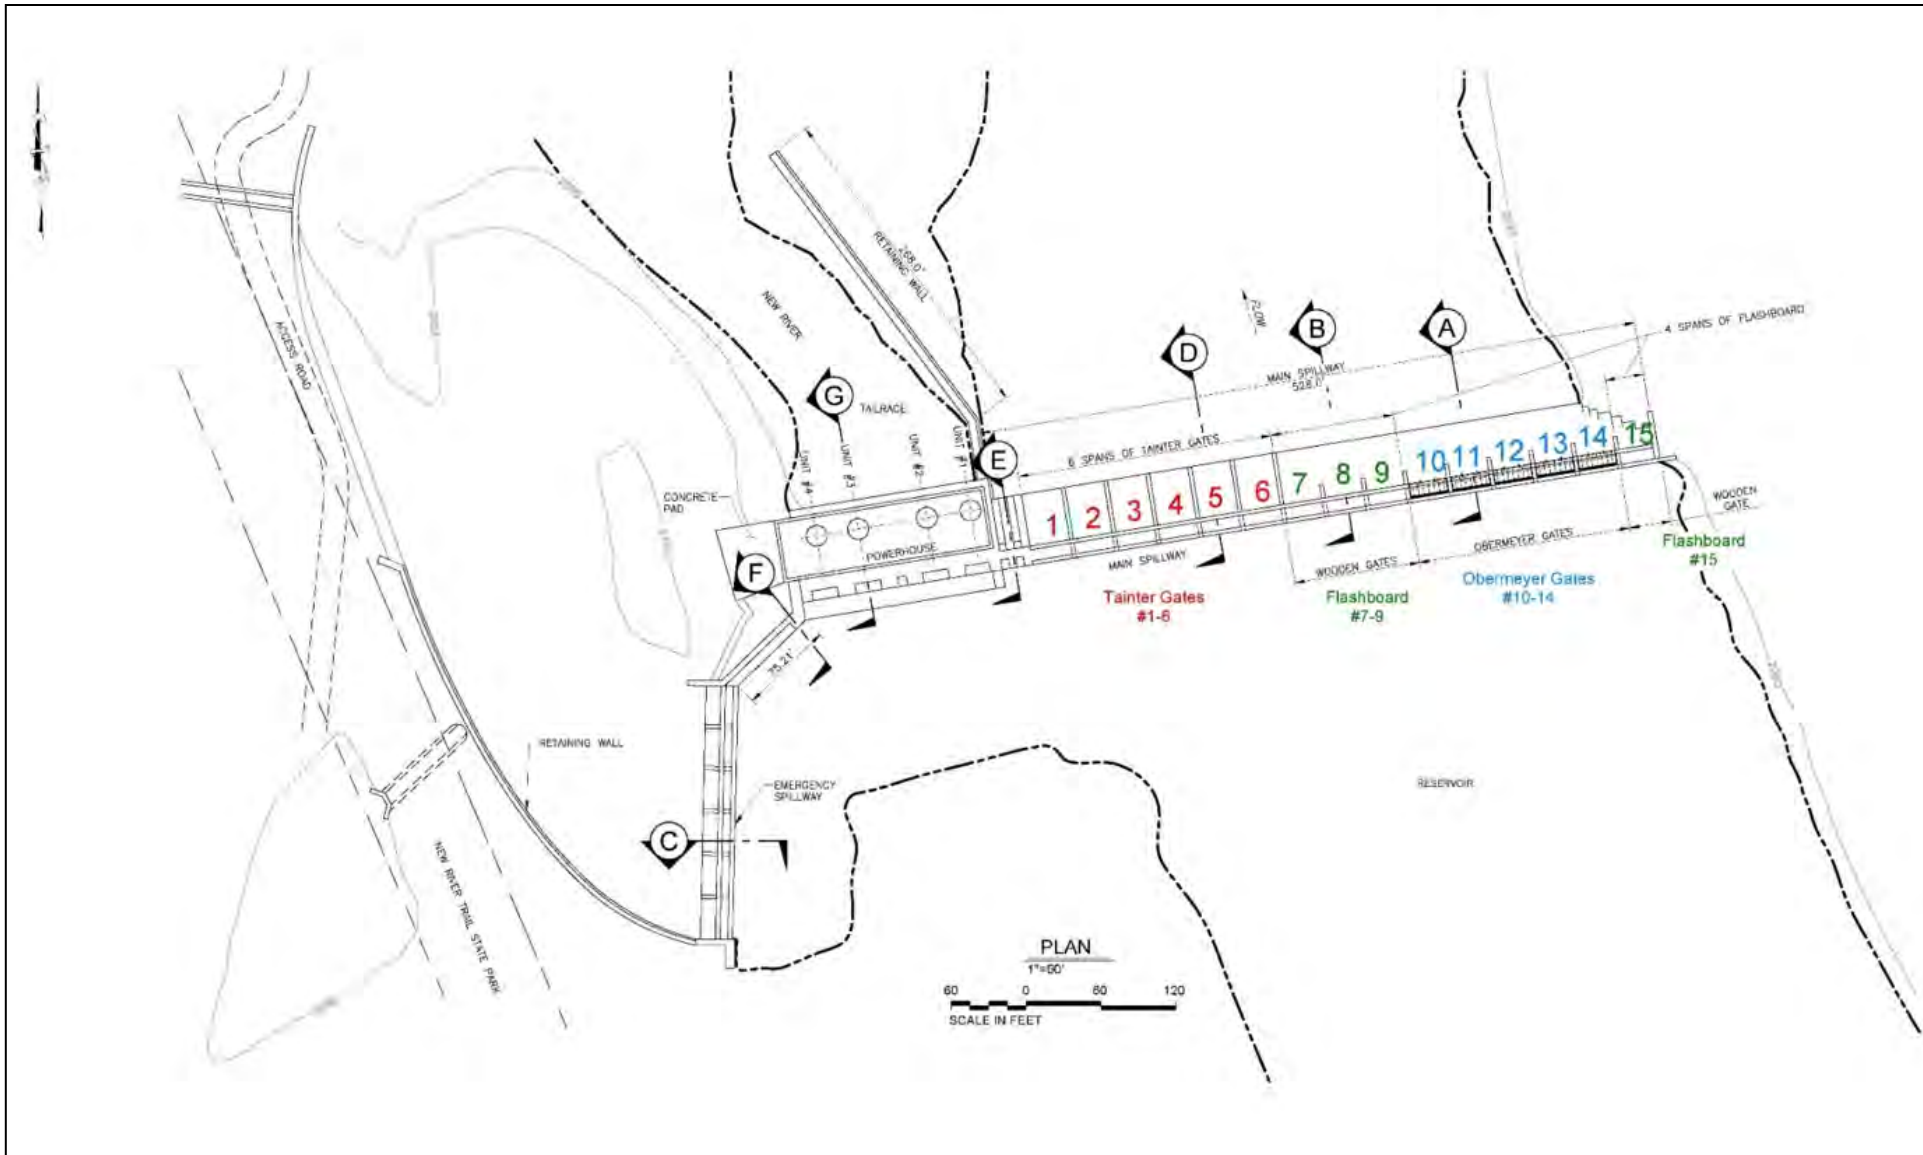 268.0'
RETAINING WALL
NEW RIVER
ACCESS ROAD
FLOW
4 SPANS OF FLASHBOARD
A
B
D
MAIN SPILLWAY
528.0'
G
TAILRACE
UNIT #4
UNIT #3
UNIT #2
UNIT #1
E
6 SPANS OF TAINTER GATES
1
2
3
4
5
6
7
8
9
10
11
12
13
14
15
CONCRETE
PAD
POWERHOUSE
MAIN SPILLWAY
WOODEN GATES
OBERMEYER GATES
WOODEN
GATE
Flashboard
#15
F
Tainter Gates
#1-6
Flashboard
#7-9
Obermeyer Gates
#10-14
75.21'
RETAINING WALL
EMERGENCY
SPILLWAY
RESERVOIR
C
NEW RIVER TRAIL STATE PARK
PLAN
1"=60'
60 0 60 120
SCALE IN FEET